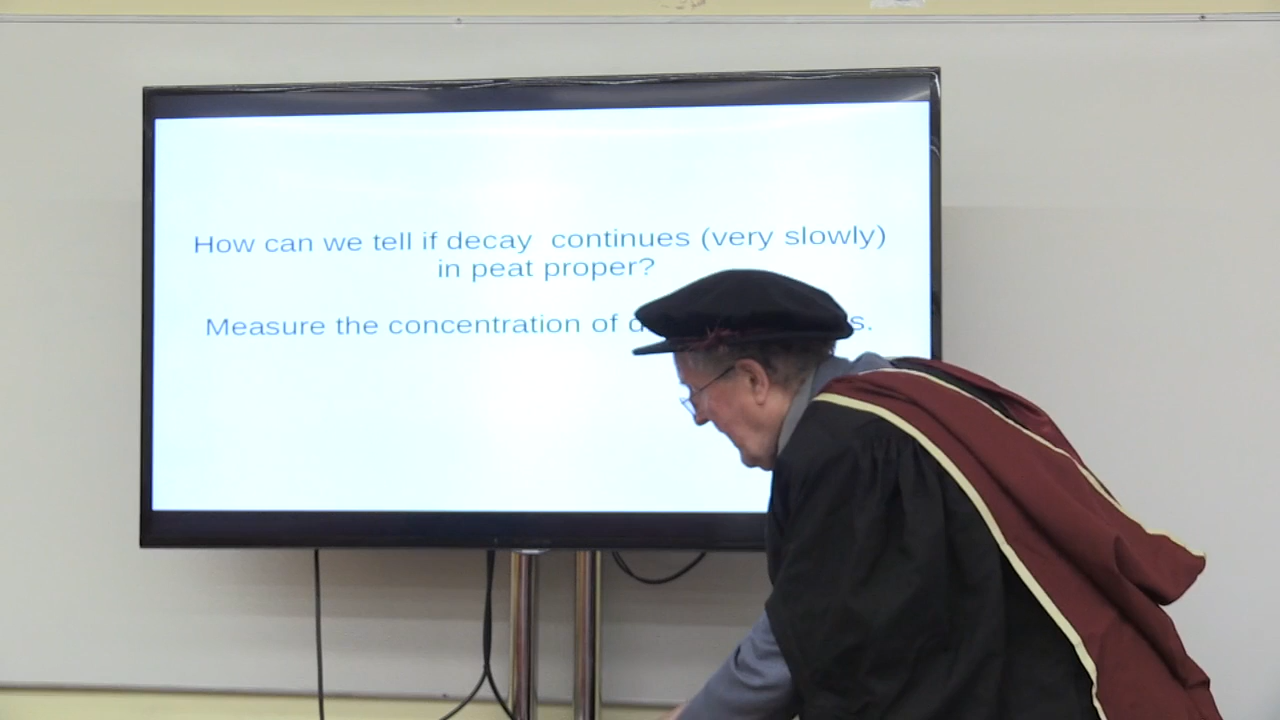 How can we tell if decay continues (very slowly)
in peat proper?
Measure the concentration of